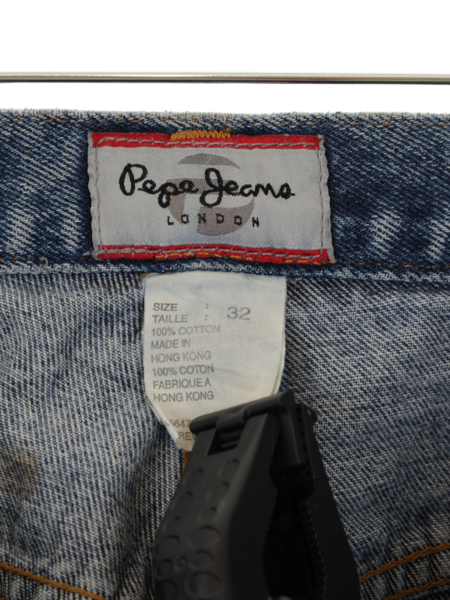 Pepe Jeans
LONDON
SIZE :
TAILLE : 32
100% COTTON
MADE IN
HONG KONG
100% COTON
FABRIQUE A
HONG KONG